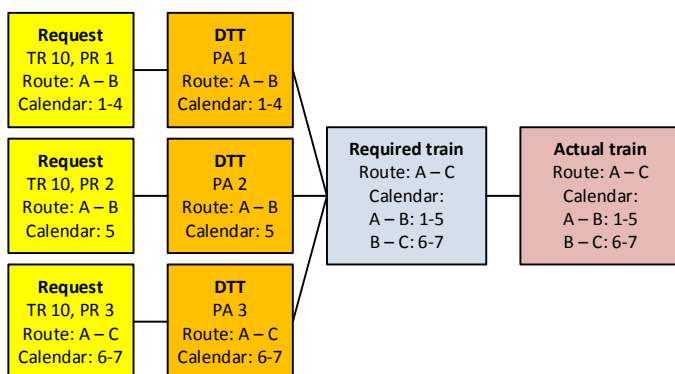 Request
TR 10, PR 1
Route: A – B
Calendar: 1-4
DTT
PA 1
Route: A – B
Calendar: 1-4
Request
TR 10, PR 2
Route: A – B
Calendar: 5
DTT
PA 2
Route: A – B
Calendar: 5
Request
TR 10, PR 3
Route: A – C
Calendar: 6-7
DTT
PA 3
Route: A – C
Calendar: 6-7
Required train
Route: A – C
Calendar:
A – B: 1-5
B – C: 6-7
Actual train
Route: A – C
Calendar:
A – B: 1-5
B – C: 6-7